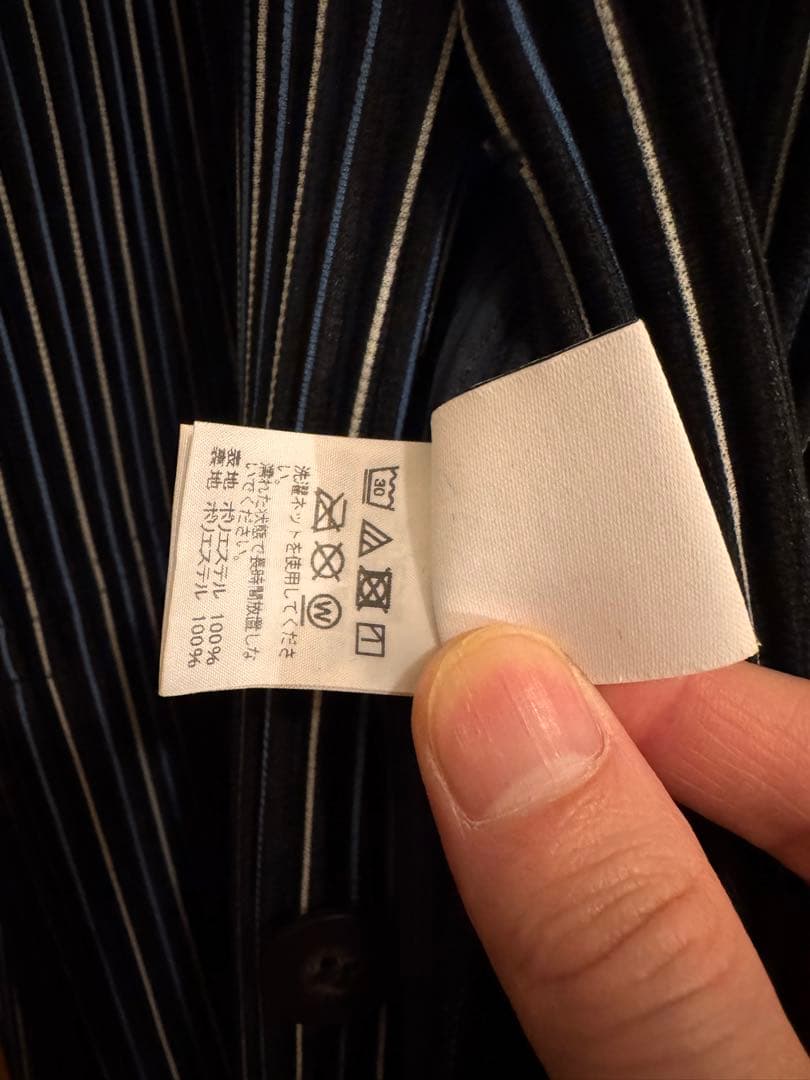 30
W
洗濯ネットを使用してくださ
い。
濡れた状態で長時間放置しな
いでください。
表地 ポリエステル 100%
裏地 ポリエステル 100%